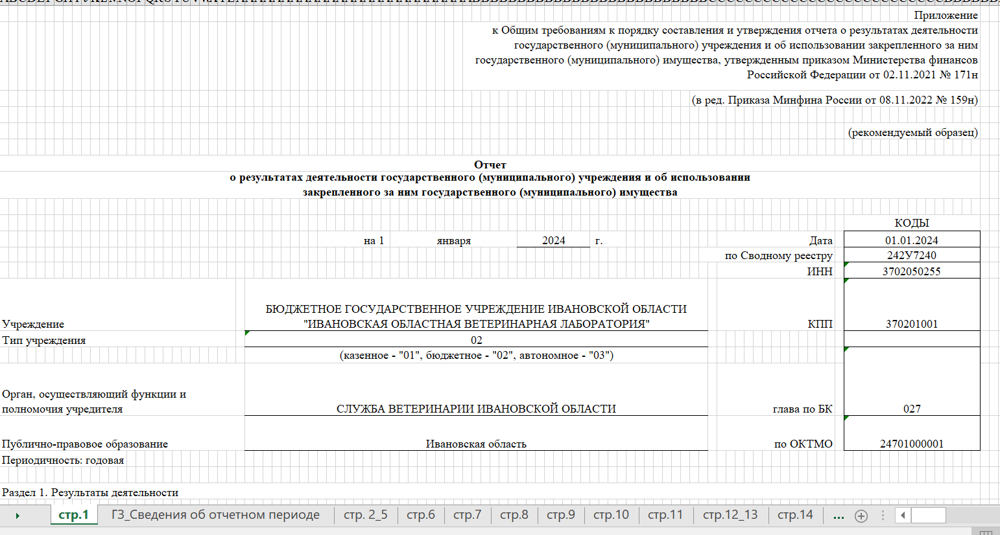 Приложение
к Общим требованиям к порядку составления и утверждения отчета о результатах деятельности
государственного (муниципального) учреждения и об использовании закрепленного за ним
государственного (муниципального) имущества, утвержденным приказом Министерства финансов
Российской Федерации от 02.11.2021 № 171н
(в ред. Приказа Минфина России от 08.11.2022 № 159н)
(рекомендуемый образец)
Отчет
о результатах деятельности государственного (муниципального) учреждения и об использовании
закрепленного за ним государственного (муниципального) имущества
КОДЫ
на 1 января 2024 г. Дата 01.01.2024
по Сводному реестру 242У7240
ИНН 3702050255
БЮДЖЕТНОЕ ГОСУДАРСТВЕННОЕ УЧРЕЖДЕНИЕ ИВАНОВСКОЙ ОБЛАСТИ
Учреждение "ИВАНОВСКАЯ ОБЛАСТНАЯ ВЕТЕРИНАРНАЯ ЛАБОРАТОРИЯ" КПП 370201001
Тип учреждения 02
(казенное - "01", бюджетное - "02", автономное - "03")
Орган, осуществляющий функции и
полномочия учредителя СЛУЖБА ВЕТЕРИНАРИИ ИВАНОВСКОЙ ОБЛАСТИ глава по БК 027
Публично-правовое образование Ивановская область по ОКТМО 24701000001
Периодичность: годовая
Раздел 1. Результаты деятельности
стр.1 ГЗ_Сведения об отчетном периоде стр. 2_5 стр.6 стр.7 стр.8 стр.9 стр.10 стр.11 стр.12_13 стр.14 ...